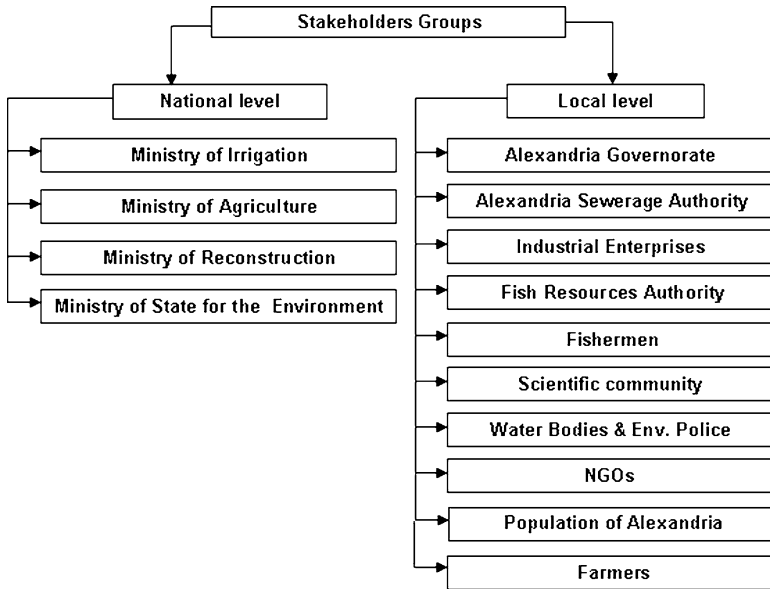 Stakeholders Groups
National level
Ministry of Irrigation
Ministry of Agriculture
Ministry of Reconstruction
Ministry of State for the Environment
Local level
Alexandria Governorate
Alexandria Sewerage Authority
Industrial Enterprises
Fish Resources Authority
Fishermen
Scientific community
Water Bodies & Env. Police
NGOs
Population of Alexandria
Farmers